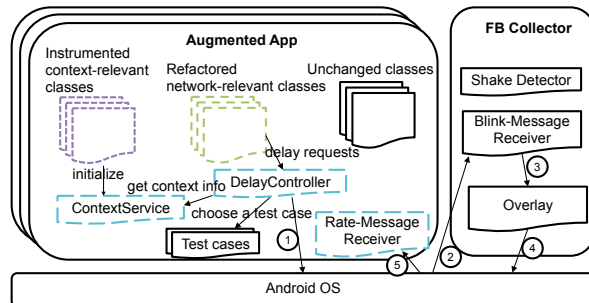 Augmented App
FB Collector
Instrumented
context-relevant
classes
Refactored
network-relevant classes
Unchanged classes
Shake Detector
Blink-Message
Receiver
delay requests
initialize
get context info
DelayController
ContextService
choose a test case
Test cases
Rate-Message
Receiver
Overlay
1
2
3
4
5
Android OS